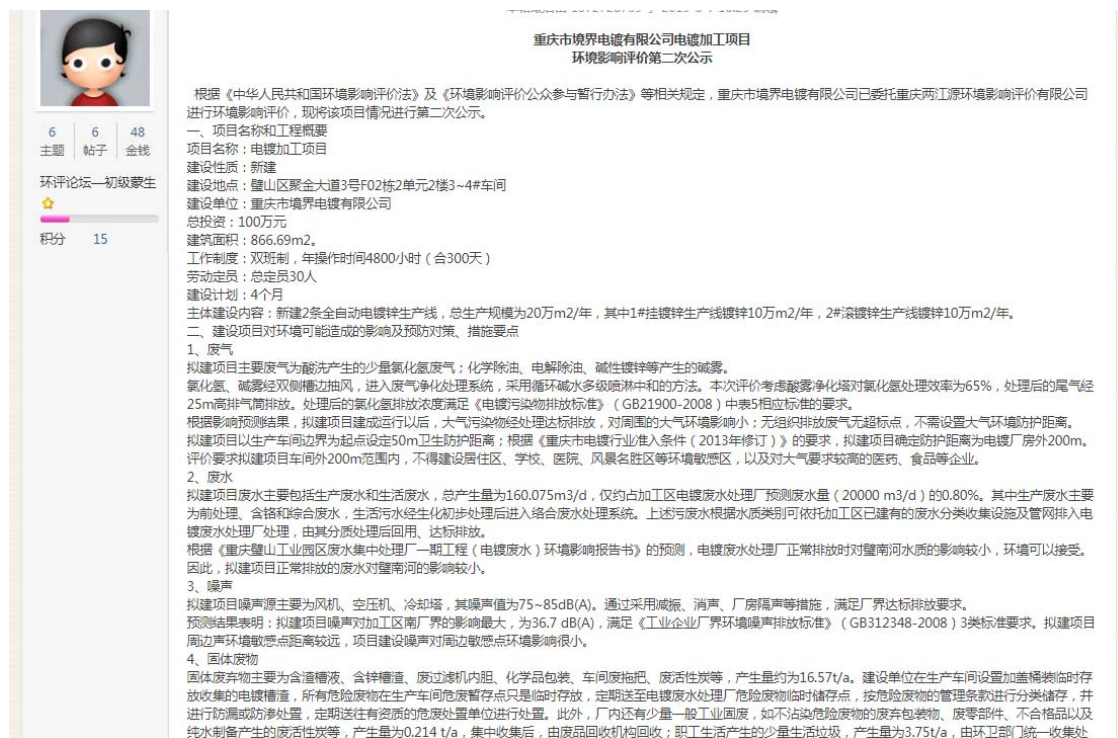 重庆市境界电镀有限公司电镀加工项目
环境影响评价第二次公示
根据《中华人民共和国环境影响评价法》及《环境影响评价公众参与暂行办法》等相关规定，重庆市境界电镀有限公司已委托重庆两江源环境影响评价有限公司
进行环境影响评价，现将该项目情况进行第二次公示。
一、项目名称和工程概要
项目名称：电镀加工项目
建设性质：新建
建设地点：璧山区聚金大道3号F02栋2单元2楼3~4#车间
建设单位：重庆市境界电镀有限公司
总投资：100万元
建筑面积：866.69m2。
工作制度：双班制，年操作时间4800小时（合300天）
劳动定员：总定员30人
建设计划：4个月
主体建设内容：新建2条全自动电镀锌生产线，总生产规模为20万m2/年，其中1#挂镀锌生产线镀锌10万m2/年，2#滚镀锌生产线镀锌10万m2/年。
二、建设项目对环境可能造成的影响及预防对策、措施要点
1、废气
拟建项目主要废气为酸洗产生的少量氯化氢废气；化学除油、电解除油、碱性镀锌等产生的碱雾。
氯化氢、碱雾经双侧槽边抽风，进入废气净化处理系统，采用循环碱水多级喷淋中和的方法。本次评价考虑酸雾净化塔对氯化氢处理效率为65%，处理后的尾气经
25m高排气筒排放。处理后的氯化氢排放浓度满足《电镀污染物排放标准》（GB21900-2008）中表5相应标准的要求。
根据影响预测结果，拟建项目建成运行以后，大气污染物经处理达标排放，对周围的大气环境影响小；无组织排放废气无超标点，不需设置大气环境防护距离。
拟建项目以生产车间边界为起点设定50m卫生防护距离；根据《重庆市电镀行业准入条件（2013年修订）》的要求，拟建项目确定防护距离为电镀厂房外200m。
评价要求拟建项目车间外200m范围内，不得建设居住区、学校、医院、风景名胜区等环境敏感区，以及对大气要求较高的医药、食品等企业。
2、废水
拟建项目废水主要包括生产废水和生活废水，总产生量为160.075m3/d，仅约占加工区电镀废水处理厂预测废水量（20000 m3/d）的0.80%。其中生产废水主要
为前处理、含铬和综合废水，生活污水经生化初步处理后进入络合废水处理系统。上述污废水根据水质类别可依托加工区已建有的废水分类收集设施及管网排入电
镀废水处理厂处理，由其分质处理后回用、达标排放。
根据《重庆璧山工业园区废水集中处理厂一期工程（电镀废水）环境影响报告书》的预测，电镀废水处理厂正常排放时对璧南河水质的影响较小，环境可以接受。
因此，拟建项目正常排放的废水对璧南河的影响较小。
3、噪声
拟建项目噪声源主要为风机、空压机、冷却塔，其噪声值为75~85dB(A)。通过采用减振、消声、厂房隔声等措施，满足厂界达标排放要求。
预测结果表明：拟建项目噪声对加工区南厂界的影响最大，为36.7 dB(A)，满足《工业企业厂界环境噪声排放标准》（GB312348-2008）3类标准要求。拟建项目
周边声环境敏感点距离较远，项目建设噪声对周边敏感点环境影响很小。
4、固体废物
固体废弃物主要为含渣槽液、含锌槽渣、废过滤机内胆、化学品包装、车间废拖把、废活性炭等，产生量约为16.57t/a。建设单位在生产车间设置加盖桶装临时存
放收集的电镀槽渣，所有危险废物在生产车间危废暂存点只是临时存放，定期送至电镀废水处理厂危险废物临时储存点，按危险废物的管理条款进行分类储存，并
进行防漏或防渗处置，定期送往有资质的危废处置单位进行处置。此外，厂内还有少量一般工业固废，如不沾染危险废物的废弃包装物、废零部件、不合格品以及
纯水制备产生的废活性炭等，产生量为0.214 t/a，集中收集后，由废品回收机构回收；职工生活产生的少量生活垃圾，产生量为3.75t/a，由环卫部门统一收集处
6 6 48
主题 帖子 金钱
环评论坛—初级蒙生
积分 15